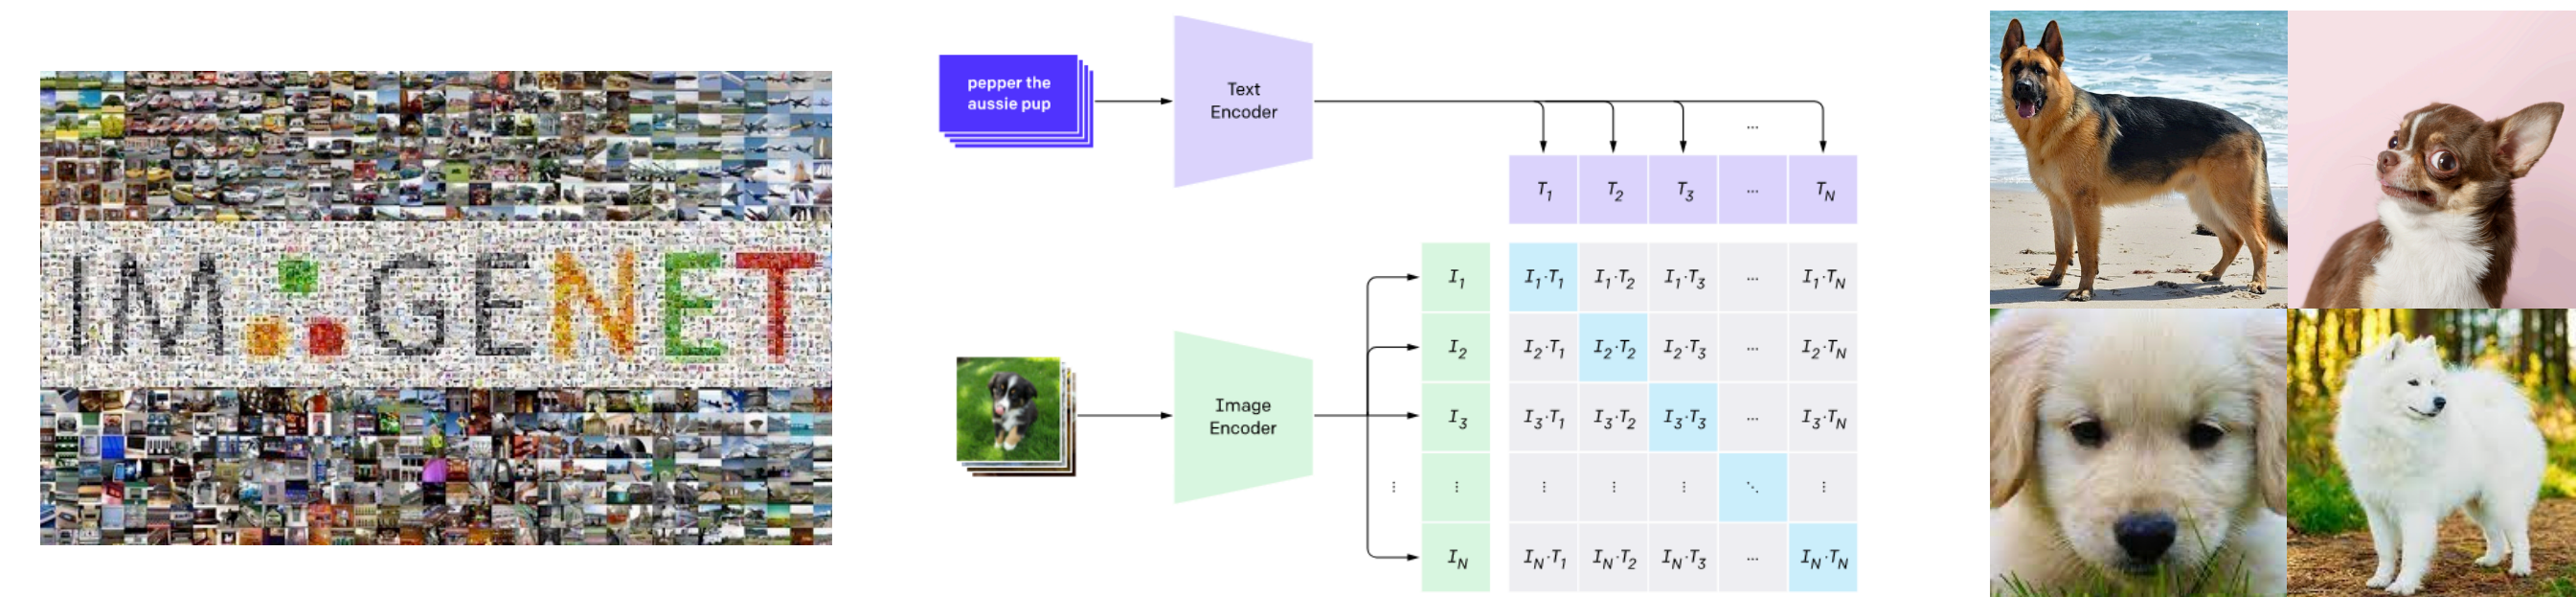 IM GENET
pepper the
aussie pup
Text
Encoder
...
T1 T2 T3 ... TN
I1 I1·T1 I1·T2 I1·T3 ... I1·TN
I2 I2·T1 I2·T2 I2·T3 ... I2·TN
Image
Encoder
I3 I3·T1 I3·T2 I3·T3 ... I3·TN
⋮ ⋮ ⋮ ⋮ ⋮ ⋱ ⋮
IN IN·T1 IN·T2 IN·T3 ... IN·TN